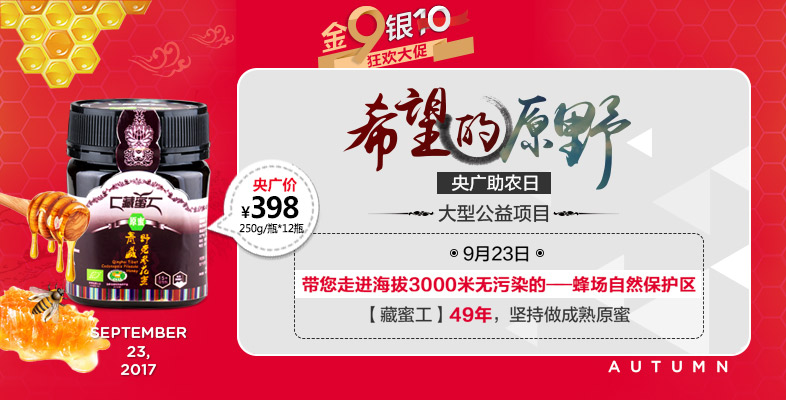 金9银10
狂欢大促
希望的原野
央广助农日
大型公益项目
9月23日
带您走进海拔3000米无污染的——蜂场自然保护区
【藏蜜工】49年，坚持做成熟原蜜
央广价
¥398
250g/瓶*12瓶
藏蜜工
SEPTEMBER
23,
2017
AUTUMN